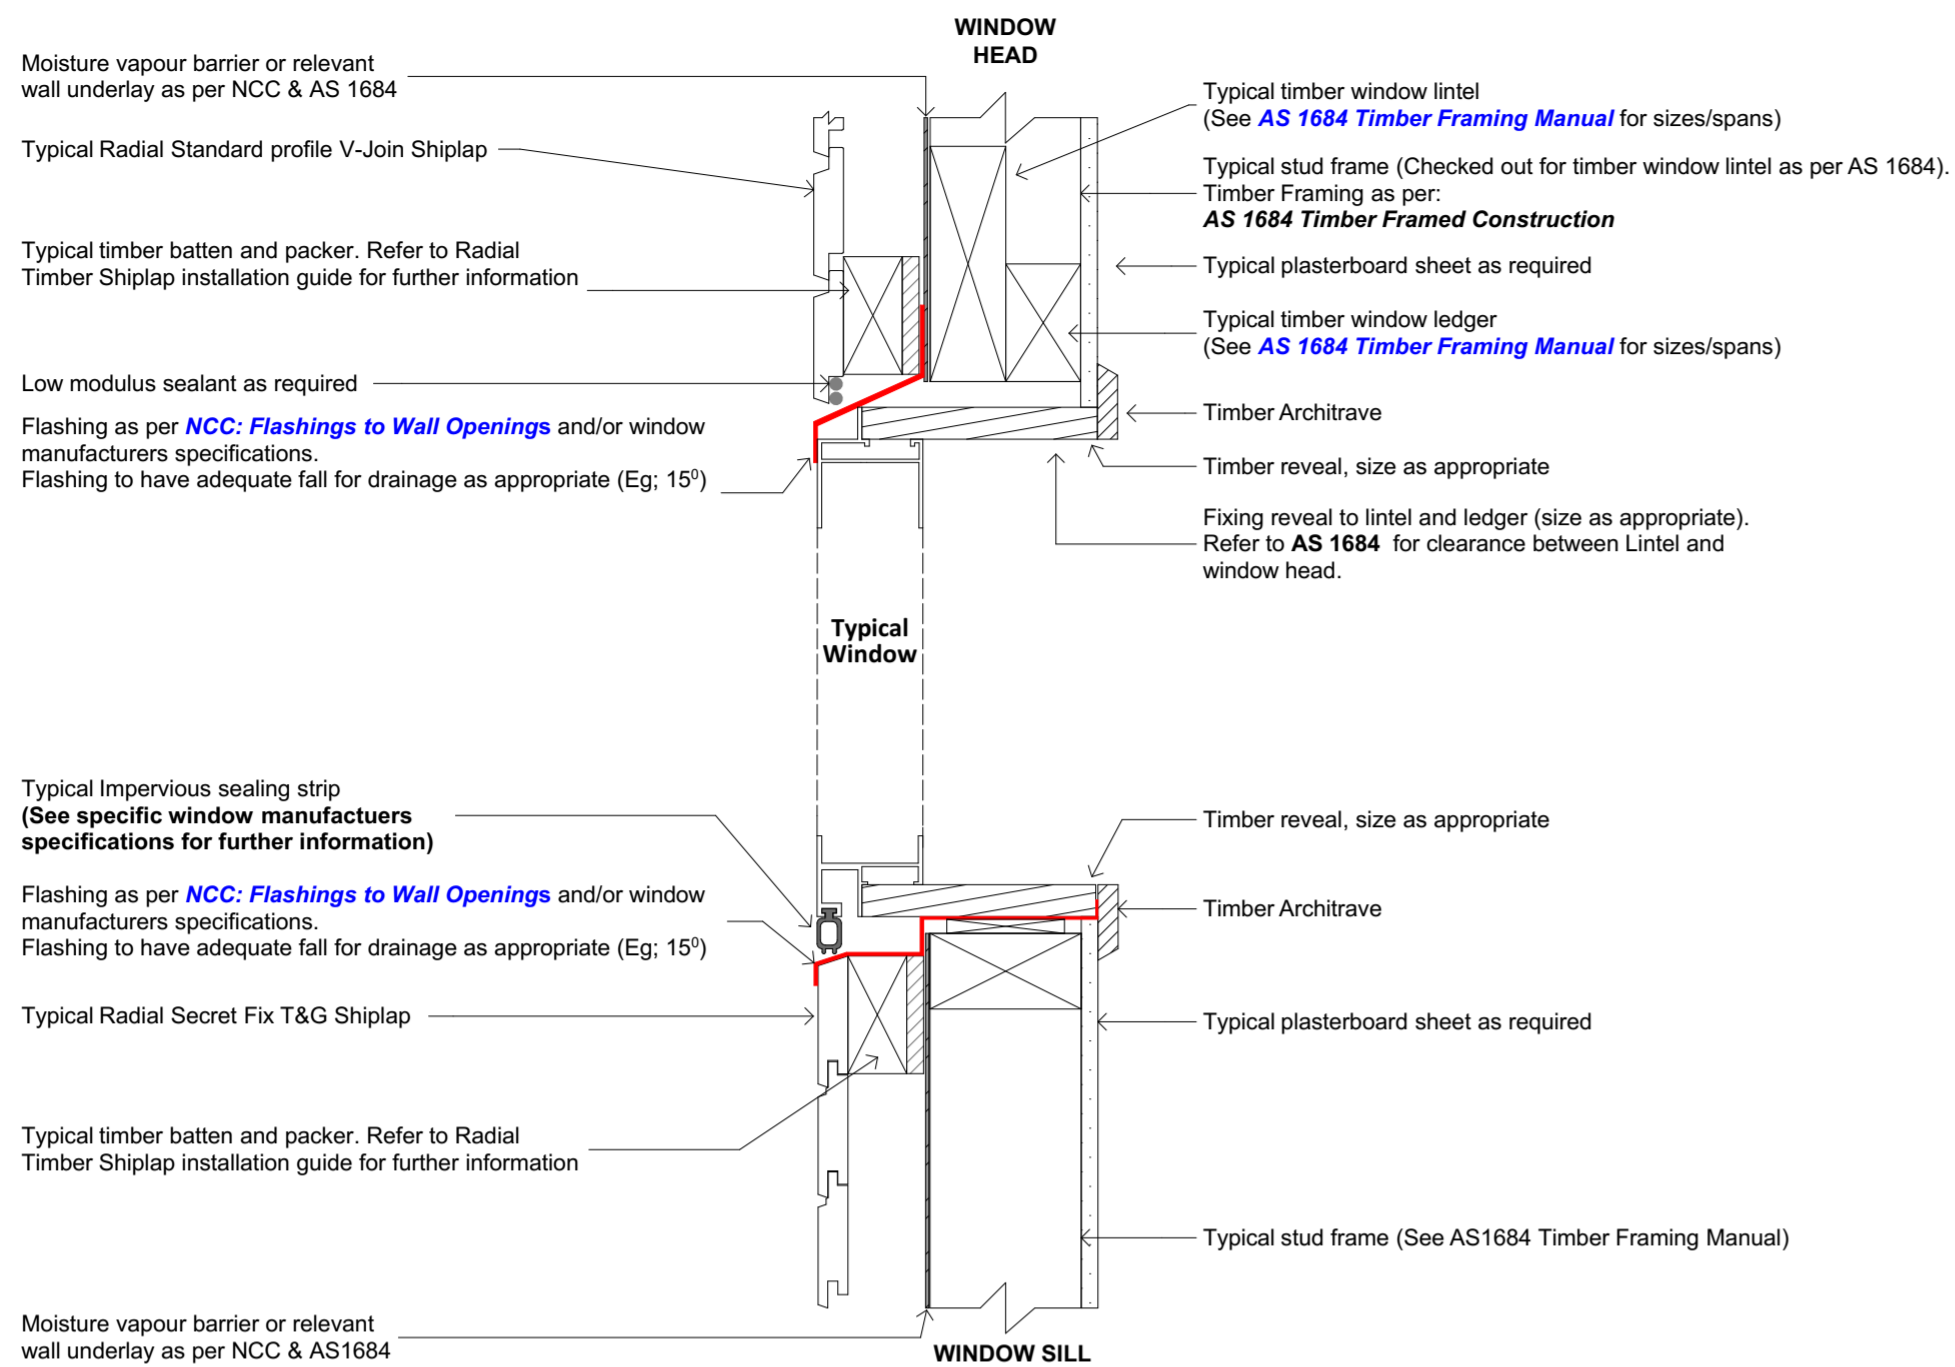 WINDOW
HEAD
Moisture vapour barrier or relevant
wall underlay as per NCC & AS 1684
Typical Radial Standard profile V-Join Shiplap
Typical timber batten and packer. Refer to Radial
Timber Shiplap installation guide for further information
Low modulus sealant as required
Flashing as per NCC: Flashings to Wall Openings and/or window
manufacturers specifications.
Flashing to have adequate fall for drainage as appropriate (Eg; 15⁰)
Typical timber window lintel
(See AS 1684 Timber Framing Manual for sizes/spans)
Typical stud frame (Checked out for timber window lintel as per AS 1684).
Timber Framing as per:
AS 1684 Timber Framed Construction
Typical plasterboard sheet as required
Typical timber window ledger
(See AS 1684 Timber Framing Manual for sizes/spans)
Timber Architrave
Timber reveal, size as appropriate
Fixing reveal to lintel and ledger (size as appropriate).
Refer to AS 1684 for clearance between Lintel and
window head.
Typical
Window
Typical Impervious sealing strip
(See specific window manufactuers
specifications for further information)
Flashing as per NCC: Flashings to Wall Openings and/or window
manufacturers specifications.
Flashing to have adequate fall for drainage as appropriate (Eg; 15⁰)
Typical Radial Secret Fix T&G Shiplap
Typical timber batten and packer. Refer to Radial
Timber Shiplap installation guide for further information
Moisture vapour barrier or relevant
wall underlay as per NCC & AS1684
Timber reveal, size as appropriate
Timber Architrave
Typical plasterboard sheet as required
Typical stud frame (See AS1684 Timber Framing Manual)
WINDOW SILL